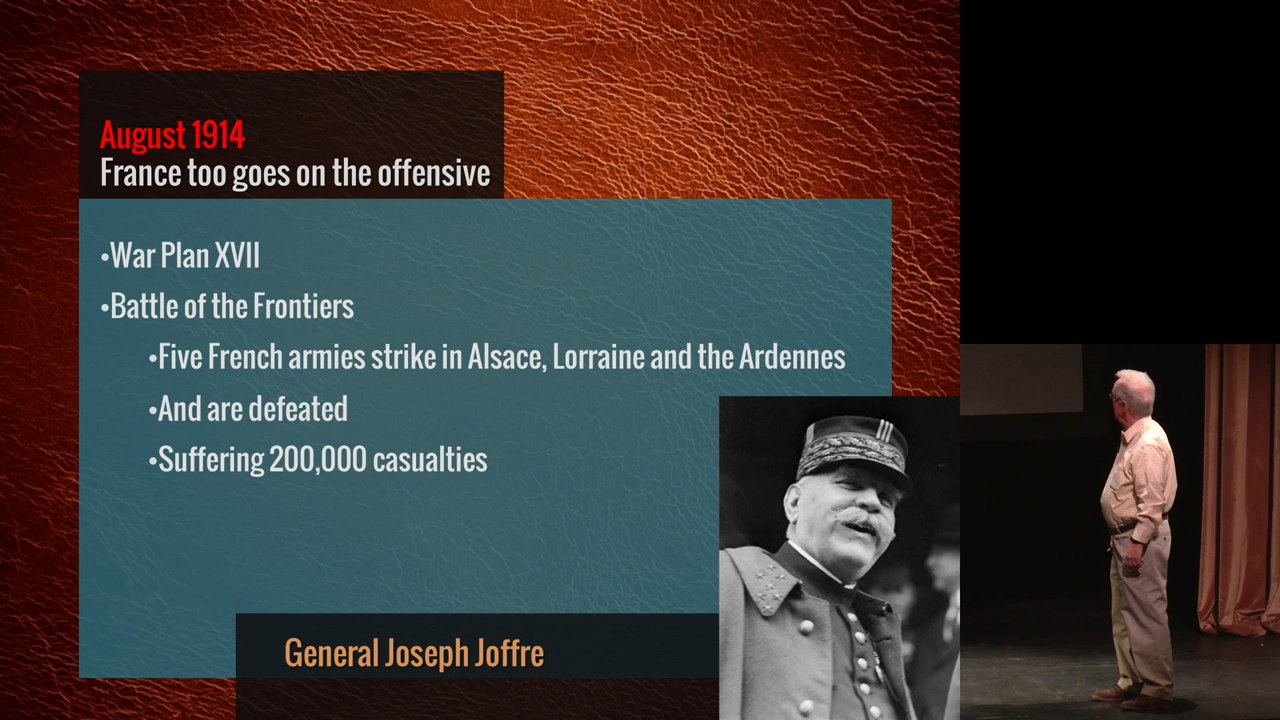 August 1914
France too goes on the offensive
•War Plan XVII
•Battle of the Frontiers
•Five French armies strike in Alsace, Lorraine and the Ardennes
•And are defeated
•Suffering 200,000 casualties
General Joseph Joffre